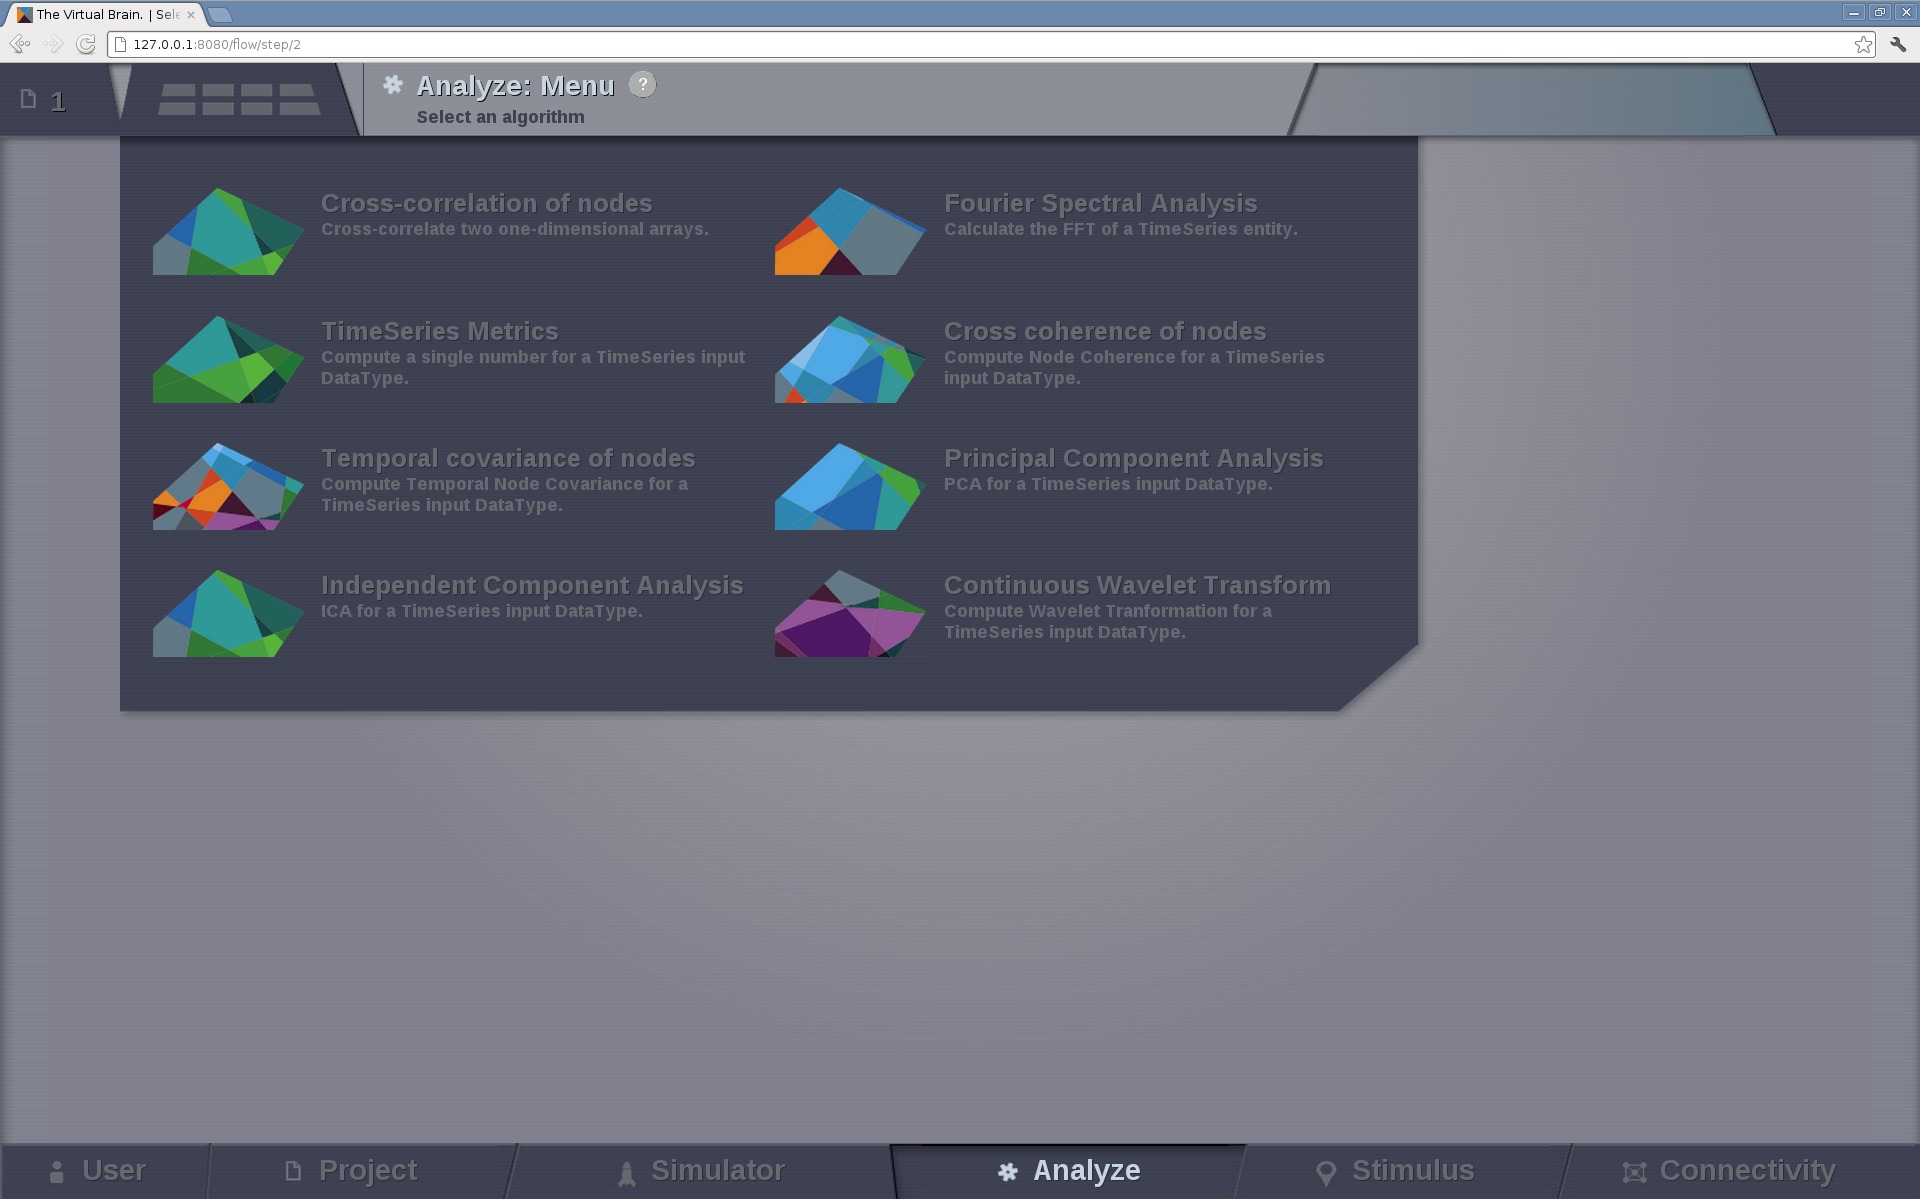 The Virtual Brain. | Sele
127.0.0.1:8080/flow/step/2
1
Analyze: Menu ?
Select an algorithm
Cross-correlation of nodes
Cross-correlate two one-dimensional arrays.
Fourier Spectral Analysis
Calculate the FFT of a TimeSeries entity.
TimeSeries Metrics
Compute a single number for a TimeSeries input
DataType.
Cross coherence of nodes
Compute Node Coherence for a TimeSeries
input DataType.
Temporal covariance of nodes
Compute Temporal Node Covariance for a
TimeSeries input DataType.
Principal Component Analysis
PCA for a TimeSeries input DataType.
Independent Component Analysis
ICA for a TimeSeries input DataType.
Continuous Wavelet Transform
Compute Wavelet Tranformation for a
TimeSeries input DataType.
User
Project
Simulator
Analyze
Stimulus
Connectivity